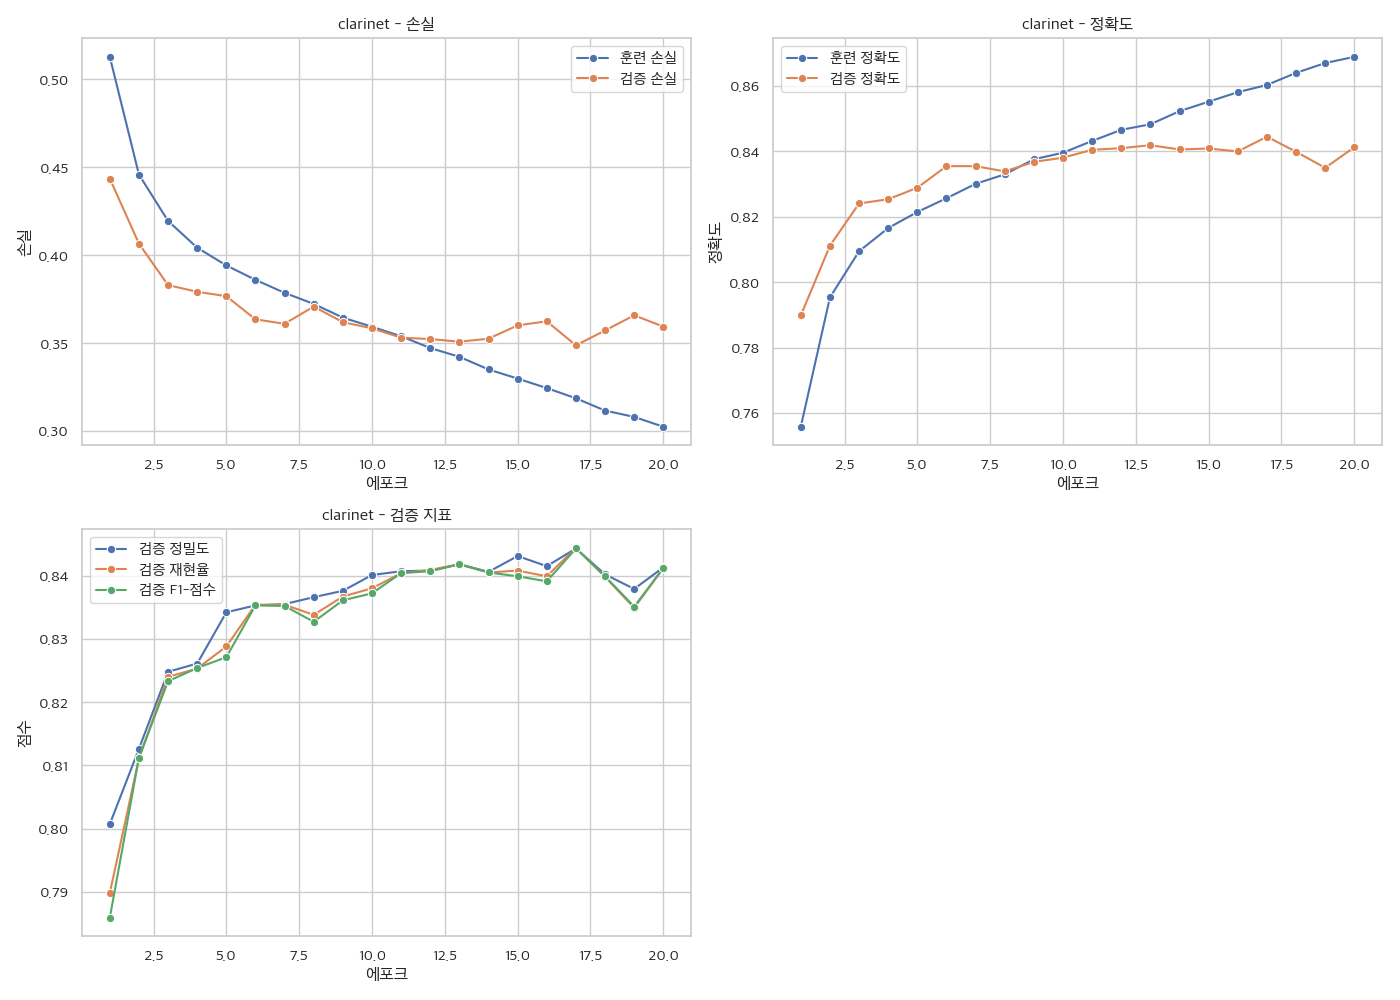 clarinet - 손실
훈련 손실
검증 손실
0.50
0.45
0.40
0.35
0.30
손실
2.5 5.0 7.5 10.0 12.5 15.0 17.5 20.0
에포크
clarinet - 정확도
훈련 정확도
검증 정확도
0.86
0.84
0.82
0.80
0.78
0.76
정확도
2.5 5.0 7.5 10.0 12.5 15.0 17.5 20.0
에포크
clarinet - 검증 지표
검증 정밀도
검증 재현율
검증 F1-점수
0.84
0.83
0.82
0.81
0.80
0.79
점수
2.5 5.0 7.5 10.0 12.5 15.0 17.5 20.0
에포크